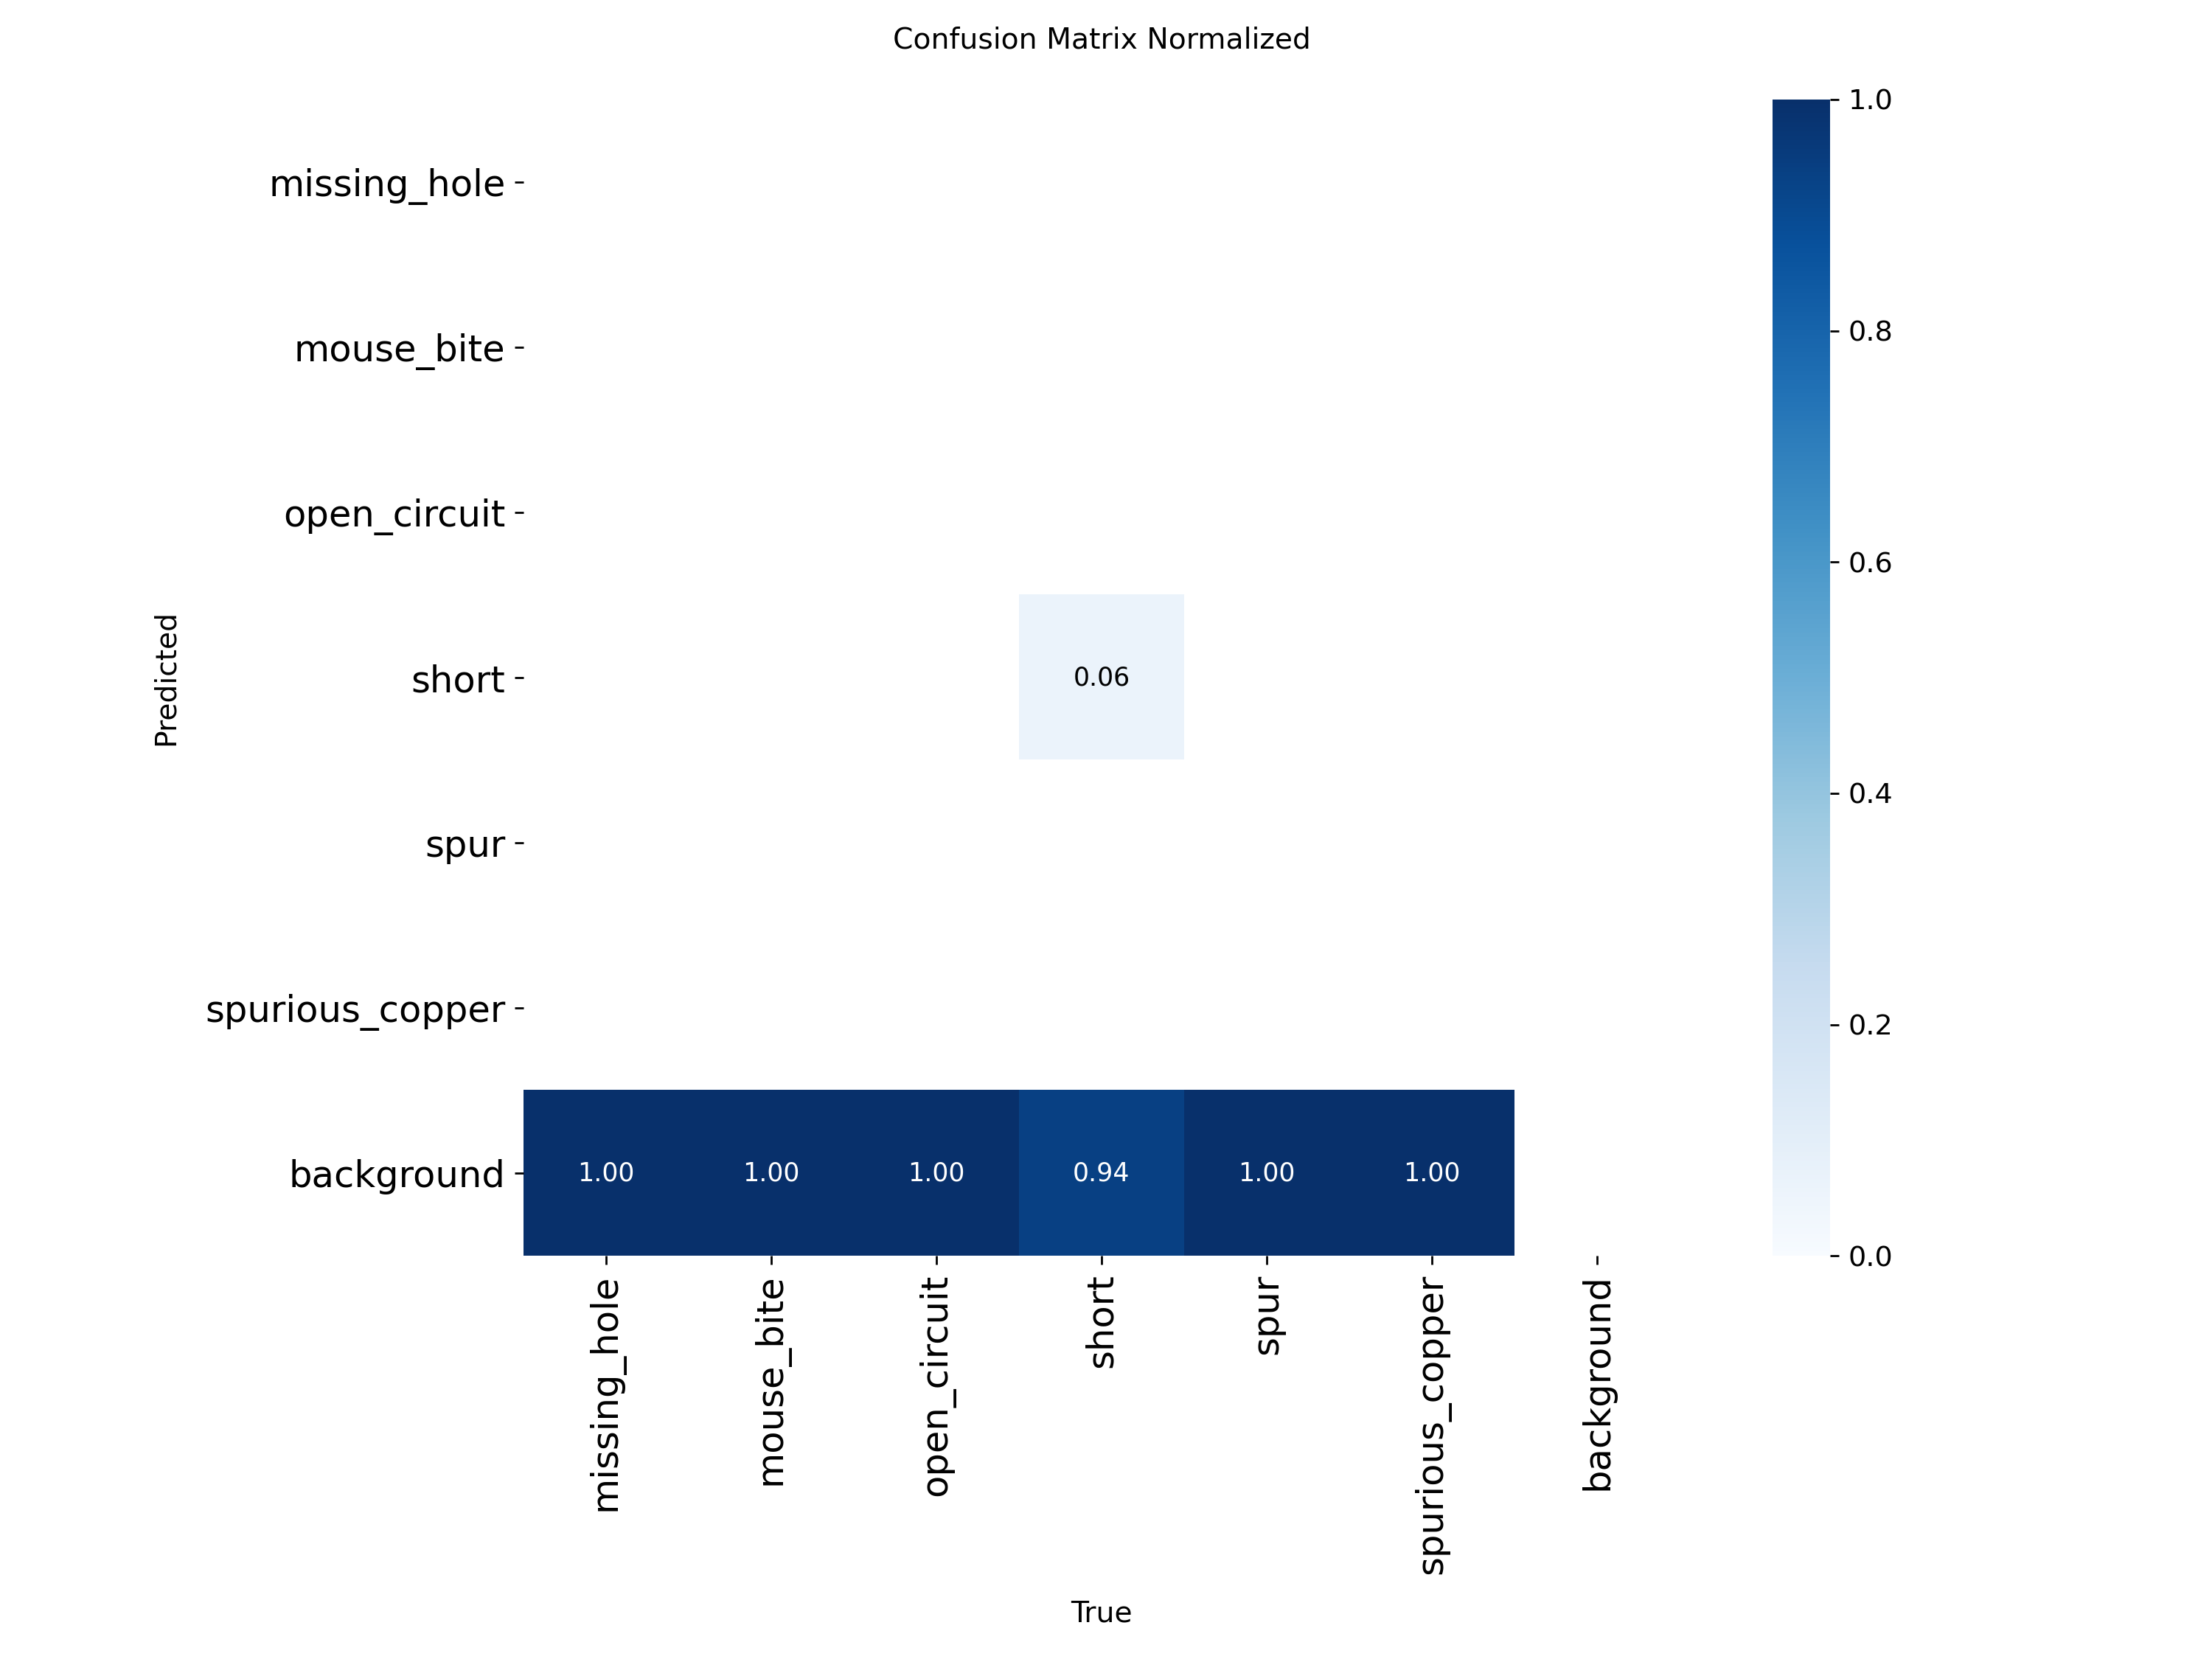 Confusion Matrix Normalized
missing_hole
mouse_bite
open_circuit
short
spur
spurious_copper
background
Predicted
0.06
1.00 1.00 1.00 0.94 1.00 1.00
missing_hole
mouse_bite
open_circuit
short
spur
spurious_copper
background
True
1.0
0.8
0.6
0.4
0.2
0.0